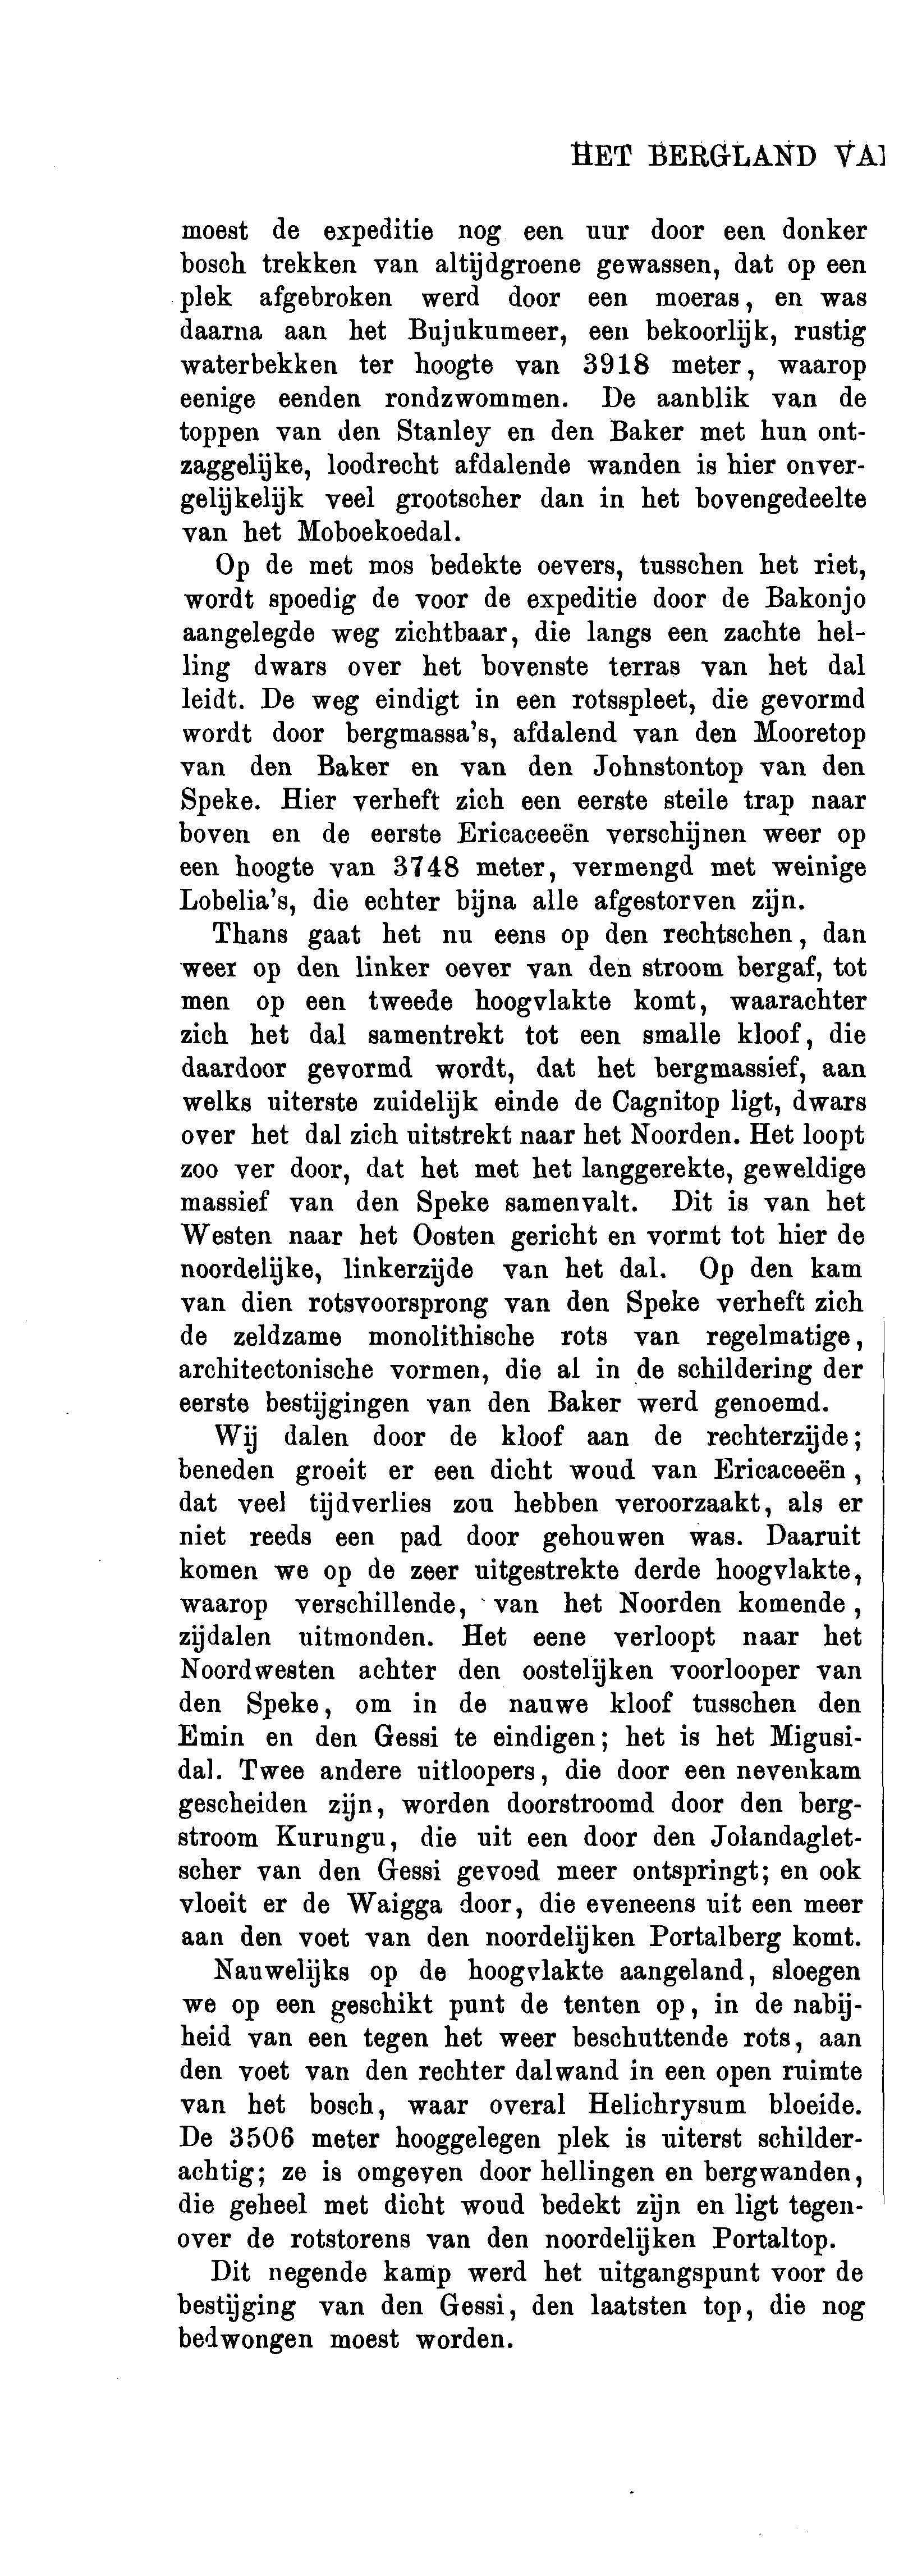 HET BERGLAND VA
moest de expeditie nog een uur door een donker
bosch trekken van altijdgroene gewassen, dat op een
plek afgebroken werd door een moeras, en was
daarna aan het Bujukumeer, een bekoorlijk, rustig
waterbekken ter hoogte van 3918 meter, waarop
eenige eenden rondzwommen. De aanblik van de
toppen van den Stanley en den Baker met hun ont-
zaggelijke, loodrecht afdalende wanden is hier onver-
gelijkelijk veel grootscher dan in het bovengedeelte
van het Moboekoedal.
Op de met mos bedekte oevers, tusschen het riet,
wordt spoedig de voor de expeditie door de Bakonjo
aangelegde weg zichtbaar, die langs een zachte hel-
ling dwars over het bovenste terras van het dal
leidt. De weg eindigt in een rotsspleet, die gevormd
wordt door bergmassa's, afdalend van den Mooretop
van den Baker en van den Johnstontop van den
Speke. Hier verheft zich een eerste steile trap naar
boven en de eerste Ericaceeën verschijnen weer op
een hoogte van 3748 meter, vermengd met weinige
Lobelia's, die echter bijna alle afgestorven zijn.
Thans gaat het nu eens op den rechtschen, dan
weer op den linker oever van den stroom bergaf, tot
men op een tweede hoogvlakte komt, waarachter
zich het dal samentrekt tot een smalle kloof, die
daardoor gevormd wordt, dat het bergmassief, aan
welks uiterste zuidelijk einde de Cagnitop ligt, dwars
over het dal zich uitstrekt naar het Noorden. Het loopt
zoo ver door, dat het met het langgerekte, geweldige
massief van den Speke samenvalt. Dit is van het
Westen naar het Oosten gericht en vormt tot hier de
noordelijke, linkerzijde van het dal. Op den kam
van dien rotsvoorsprong van den Speke verheft zich
de zeldzame monolithische rots van regelmatige,
architectonische vormen, die al in de schildering der
eerste bestijgingen van den Baker werd genoemd.
Wij dalen door de kloof aan de rechterzijde;
beneden groeit er een dicht woud van Ericaceeën,
dat veel tijdverlies zou hebben veroorzaakt, als er
niet reeds een pad door gehouwen was. Daaruit
komen we op de zeer uitgestrekte derde hoogvlakte,
waarop verschillende, van het Noorden komende,
zijdalen uitmonden. Het eene verloopt naar het
Noordwesten achter den oostelijken voorlooper van
den Speke, om in de nauwe kloof tusschen den
Emin en den Gessi te eindigen; het is het Migusi-
dal. Twee andere uitloopers, die door een nevenkam
gescheiden zijn, worden doorstroomd door den berg-
stroom Kurungu, die uit een door den Jolandaglet-
scher van den Gessi gevoed meer ontspringt; en ook
vloeit er de Waigga door, die eveneens uit een meer
aan den voet van den noordelijken Portalberg komt.
Nauwelijks op de hoogvlakte aangeland, sloegen
we op een geschikt punt de tenten op, in de nabij-
heid van een tegen het weer beschuttende rots, aan
den voet van den rechter dalwand in een open ruimte
van het bosch, waar overal Helichrysum bloeide.
De 3506 meter hooggelegen plek is uiterst schilder-
achtig; ze is omgeven door hellingen en bergwanden,
die geheel met dicht woud bedekt zijn en ligt tegen-
over de rotstorens van den noordelijken Portaltop.
Dit negende kamp werd het uitgangspunt voor de
bestijging van den Gessi, den laatsten top, die nog
bedwongen moest worden.